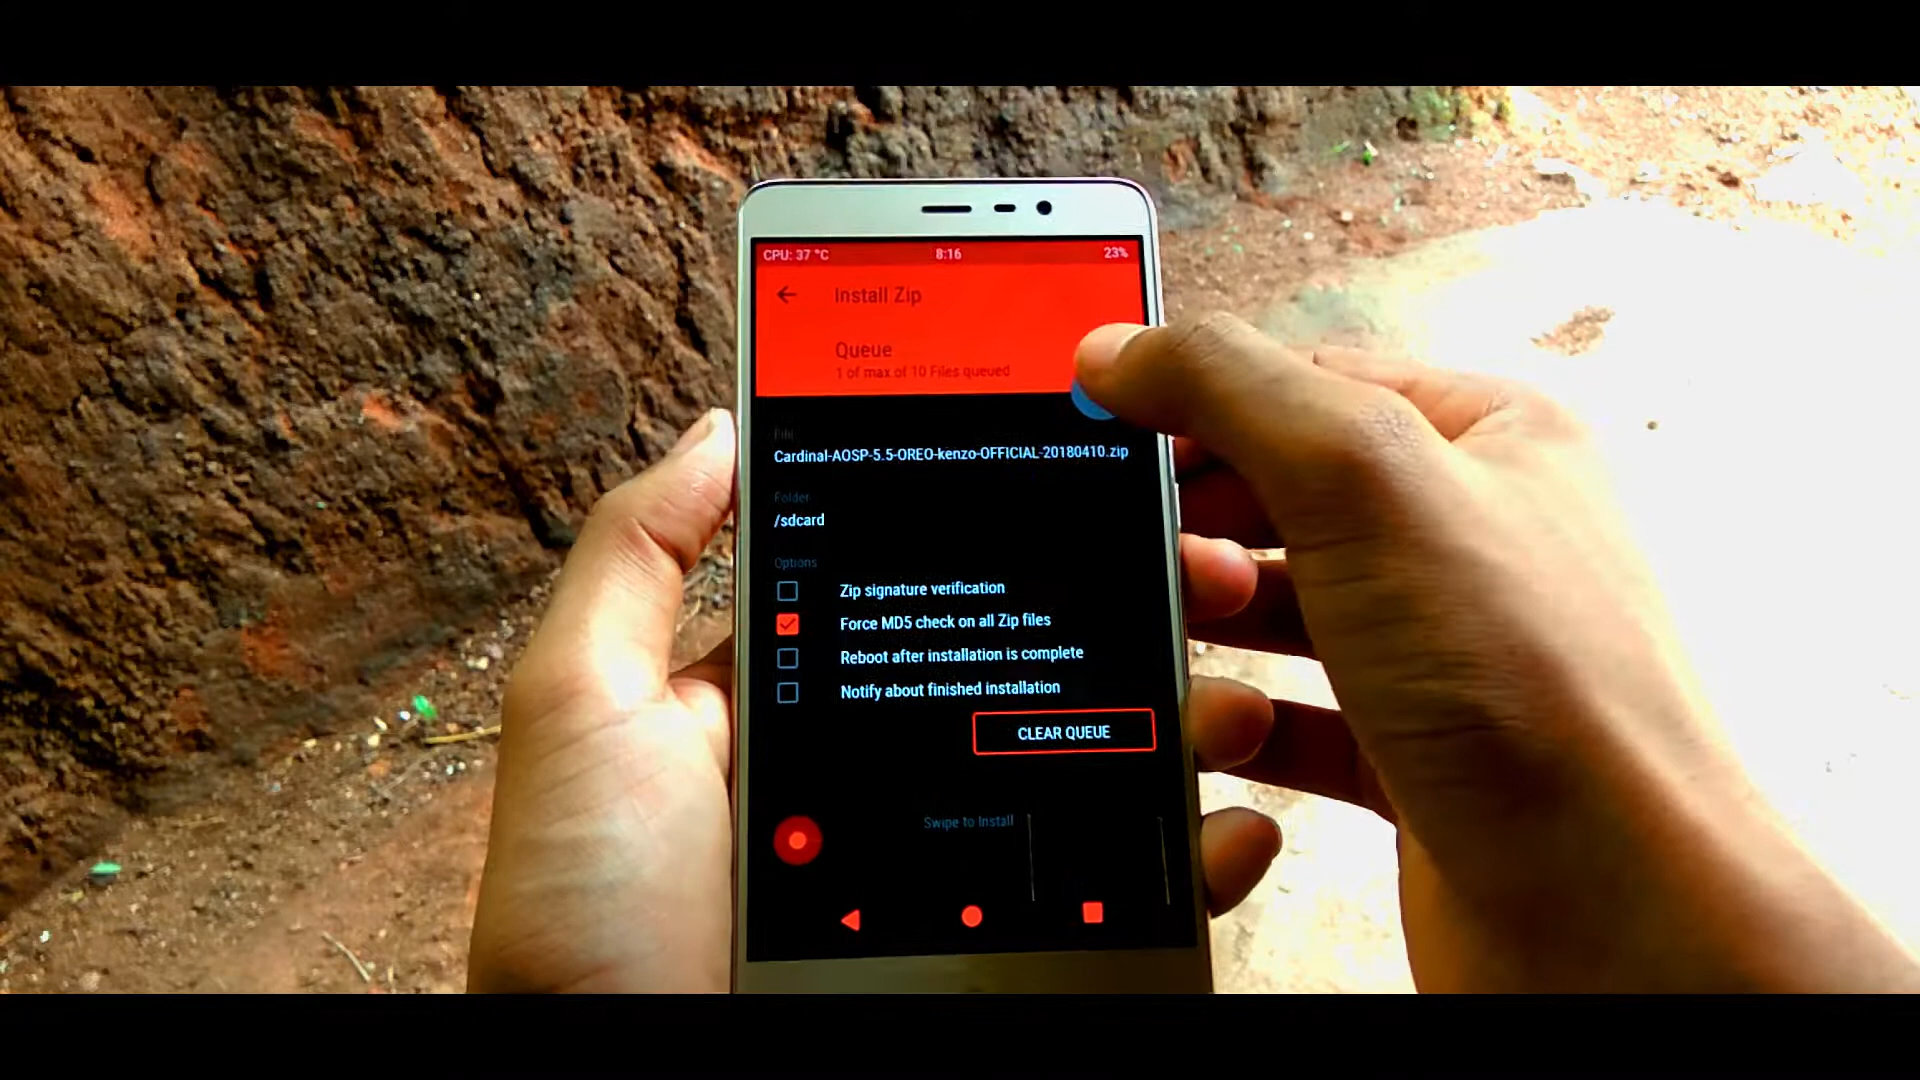 CPU: 37 °C 8:16 23%
Install Zip
Queue
1 of max of 10 Files queued
File
Cardinal-AOSP-5.5-OREO-kenzo-OFFICIAL-20180410.zip
Folder
/sdcard
Options
Zip signature verification
Force MD5 check on all Zip files
Reboot after installation is complete
Notify about finished installation
CLEAR QUEUE
Swipe to Install